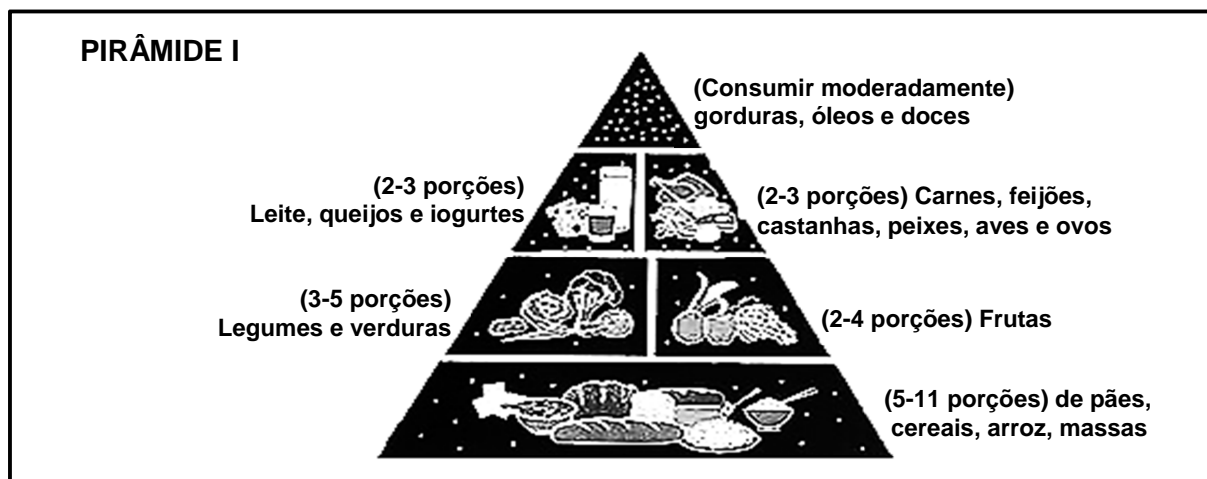 PIRÂMIDE I
(Consumir moderadamente)
gorduras, óleos e doces
(2-3 porções)
Leite, queijos e iogurtes
(2-3 porções) Carnes, feijões,
castanhas, peixes, aves e ovos
(3-5 porções)
Legumes e verduras
(2-4 porções) Frutas
(5-11 porções) de pães,
cereais, arroz, massas